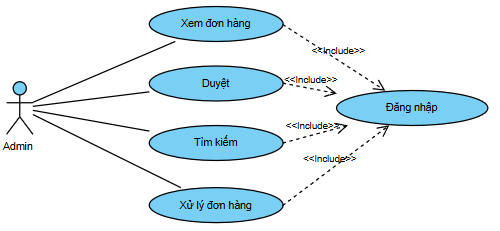 Xem đơn hàng
<<Include>>
Duyệt
<<Include>>
Đăng nhập
Tìm kiếm
<<Include>>
Admin
<<Include>>
Xử lý đơn hàng